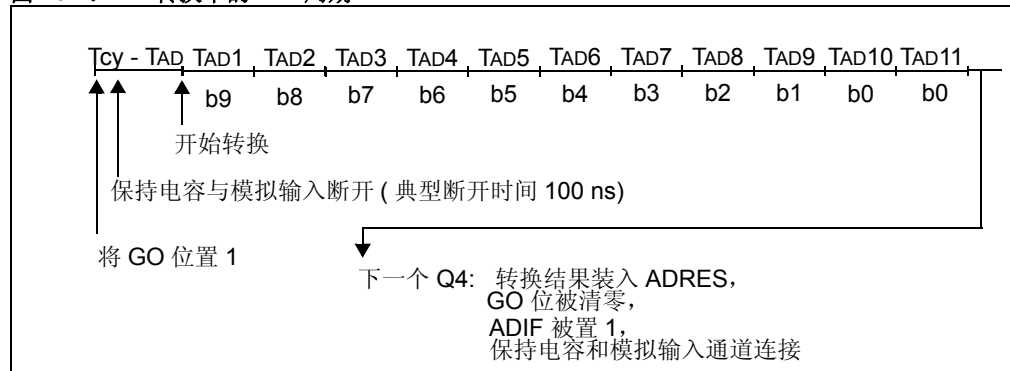 Tcy - TAD TAD1 TAD2 TAD3 TAD4 TAD5 TAD6 TAD7 TAD8 TAD9 TAD10 TAD11
b9 b8 b7 b6 b5 b4 b3 b2 b1 b0 b0
开始转换
保持电容与模拟输入断开 ( 典型断开时间 100 ns)
将 GO 位置 1
下一个 Q4: 转换结果装入 ADRES，
GO 位被清零，
ADIF 被置 1，
保持电容和模拟输入通道连接